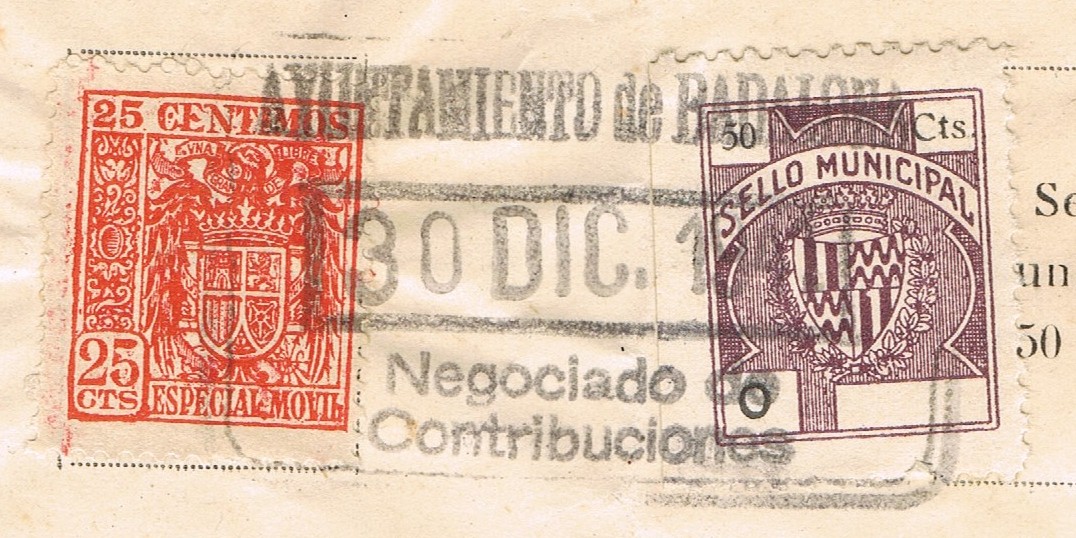 AYUNTAMIENTO de BADALONA
30 DIC. 1
Negociado de
Contribuciones
25 CENTIMOS
UNA GRANDE LIBRE
25
CTS
ESPECIAL MOVIL
50 Cts.
SELLO MUNICIPAL
O
Se
un
50